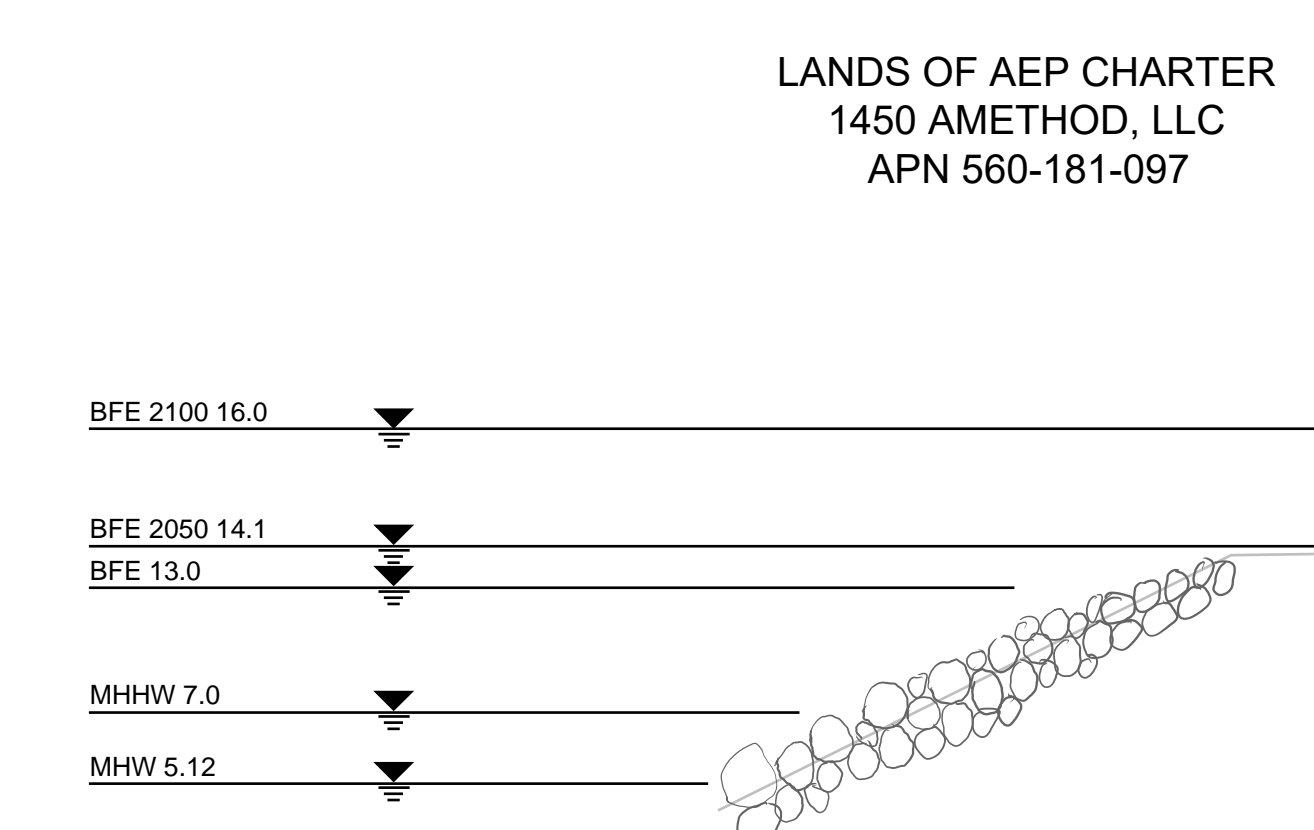 LANDS OF AEP CHARTER
1450 AMETHOD, LLC
APN 560-181-097
BFE 2100 16.0
BFE 2050 14.1
BFE 13.0
MHHW 7.0
MHW 5.12